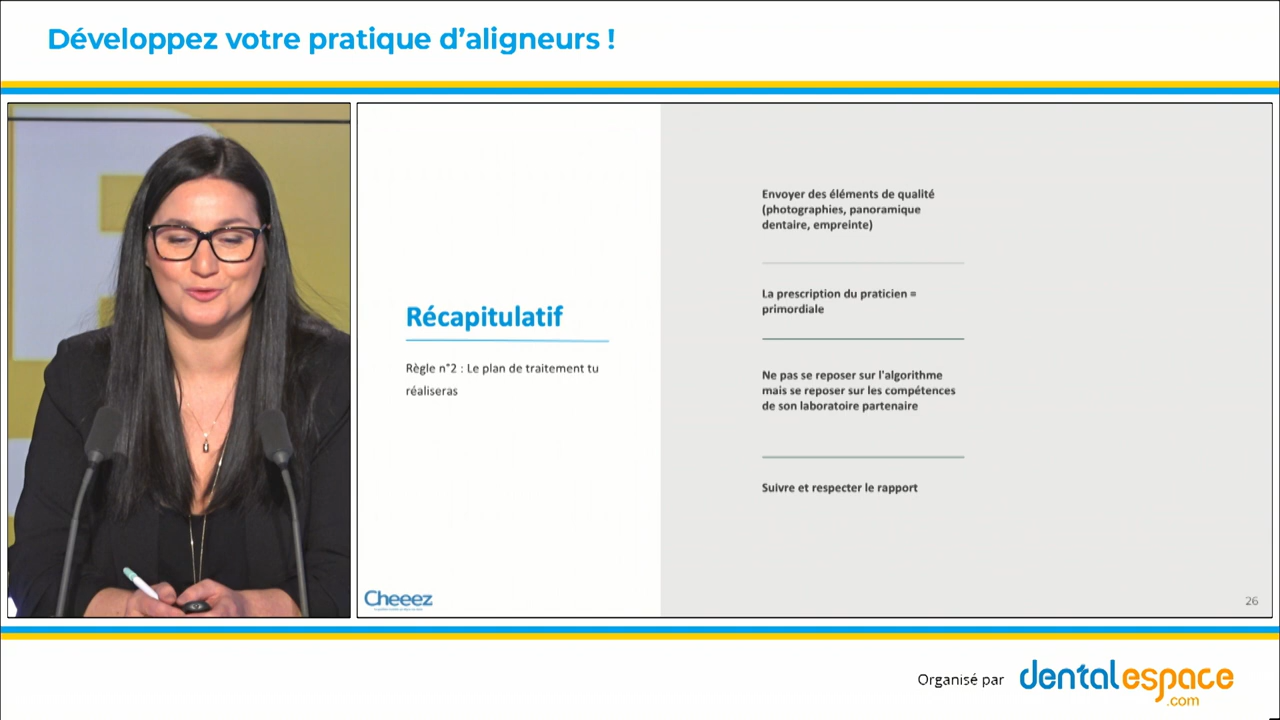 Développez votre pratique d'aligneurs !
Récapitulatif
Règle n°2 : Le plan de traitement tu
réaliseras
Envoyer des éléments de qualité
(photographies, panoramique
dentaire, empreinte)
La prescription du praticien =
primordiale
Ne pas se reposer sur l'algorithme
mais se reposer sur les compétences
de son laboratoire partenaire
Suivre et respecter le rapport
Cheeez
26
Organisé par
dentalespace
.com